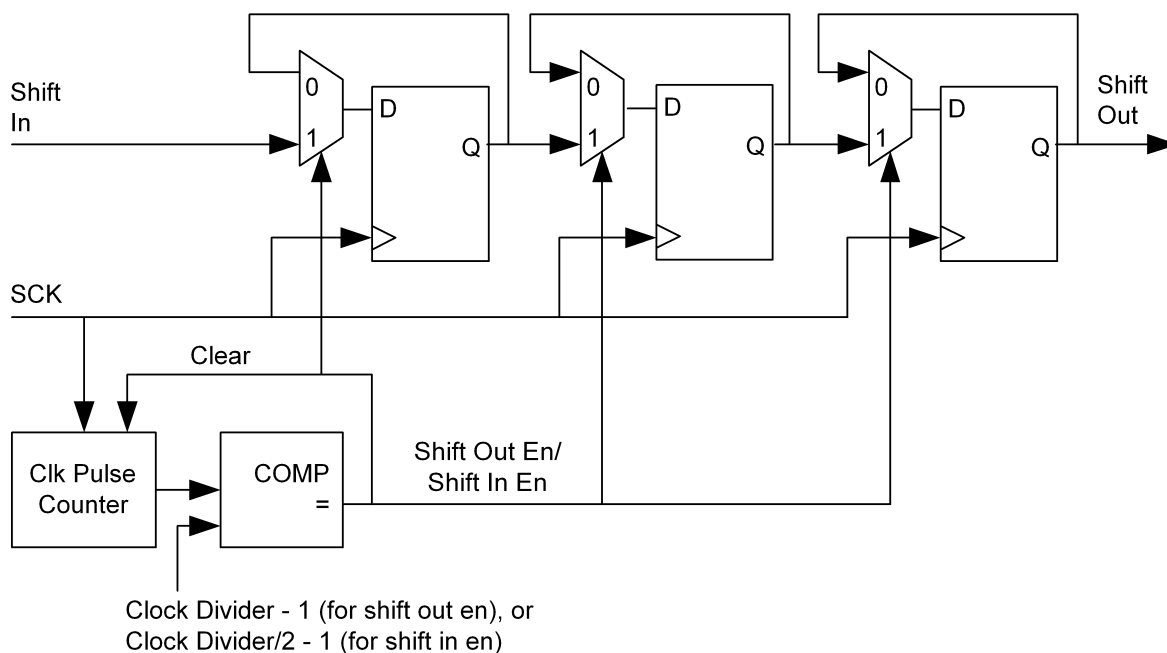 0
1
D
Q
0
1
D
Q
0
1
D
Q
Shift
In
Shift
Out
SCK
Clear
Clk Pulse
Counter
COMP
=
Shift Out En/
Shift In En
Clock Divider - 1 (for shift out en), or
Clock Divider/2 - 1 (for shift in en)